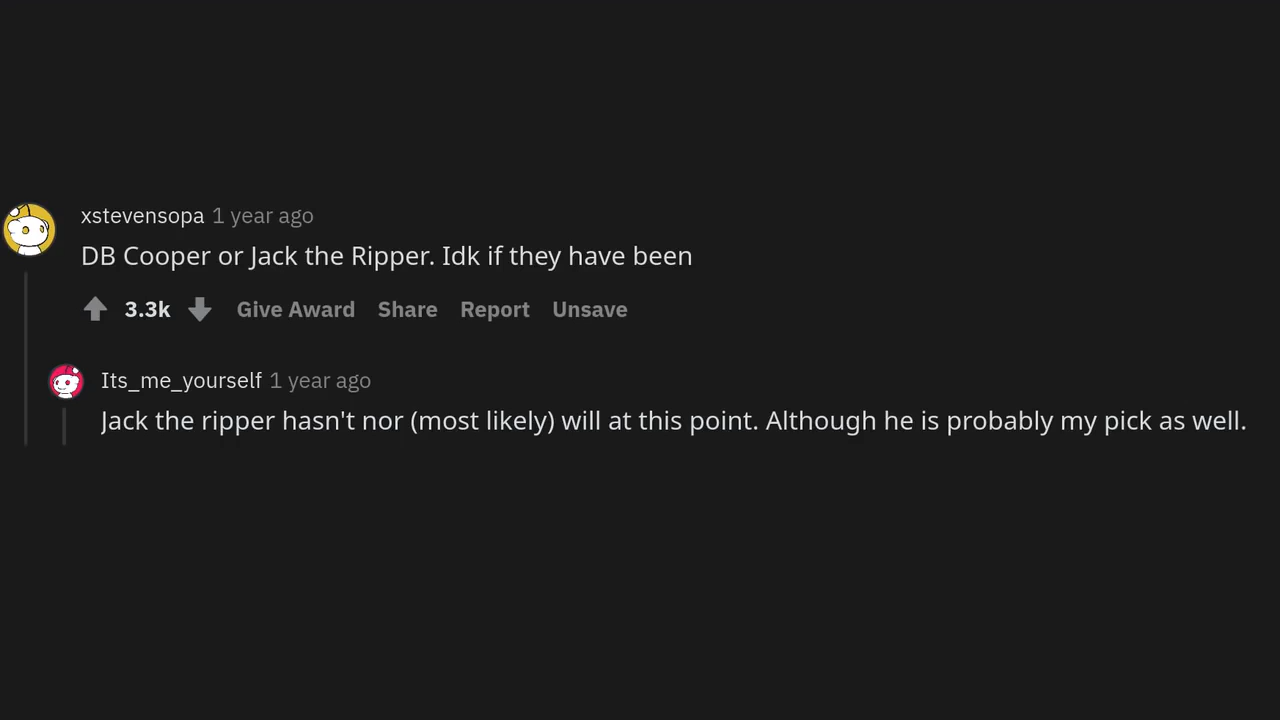 xstevensopa 1 year ago
DB Cooper or Jack the Ripper. Idk if they have been
3.3k Give Award Share Report Unsave
Its_me_yourself 1 year ago
Jack the ripper hasn't nor (most likely) will at this point. Although he is probably my pick as well.